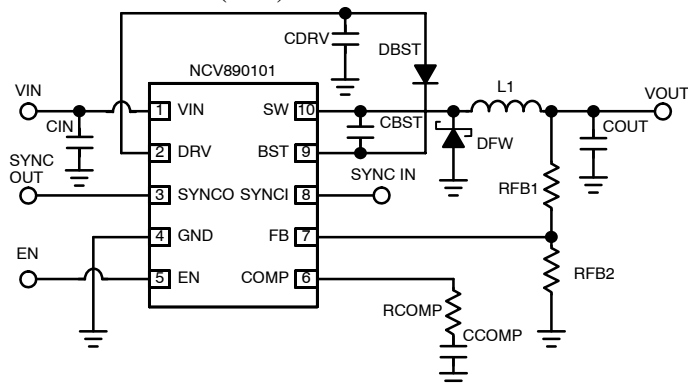 CDRV
DBST
NCV890101
VIN
L1
VOUT
1 VIN SW 10
CIN
CBST
COUT
2 DRV BST 9
DFW
SYNC
OUT
SYNC IN
RFB1
3 SYNCO SYNCI 8
4 GND FB 7
EN
RFB2
5 EN COMP 6
RCOMP
CCOMP